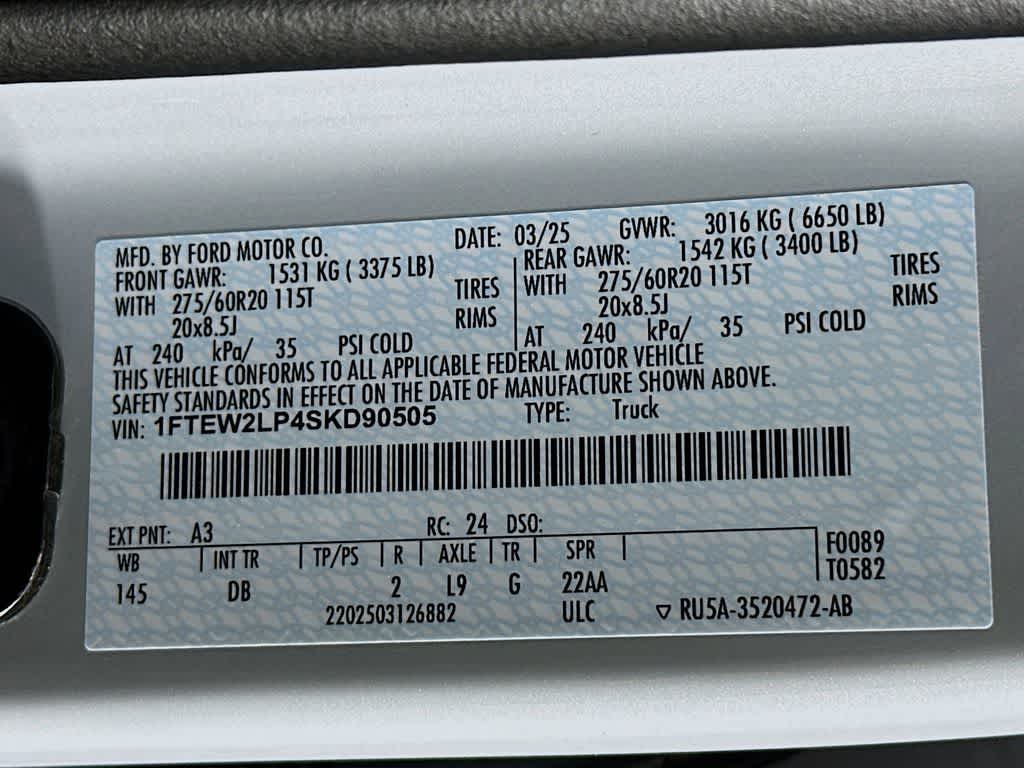 MFD. BY FORD MOTOR CO. DATE: 03/25 GVWR: 3016 KG ( 6650 LB)
FRONT GAWR: 1531 KG ( 3375 LB) REAR GAWR: 1542 KG ( 3400 LB)
WITH 275/60R20 115T TIRES WITH 275/60R20 115T TIRES
20x8.5J RIMS 20x8.5J RIMS
AT 240 kPa/ 35 PSI COLD AT 240 kPa/ 35 PSI COLD
THIS VEHICLE CONFORMS TO ALL APPLICABLE FEDERAL MOTOR VEHICLE
SAFETY STANDARDS IN EFFECT ON THE DATE OF MANUFACTURE SHOWN ABOVE.
VIN: 1FTEW2LP4SKD90505 TYPE: Truck
EXT PNT: A3 RC: 24 DSO:
WB INT TR TP/PS R AXLE TR SPR F0089
145 DB 2 L9 G 22AA T0582
2202503126882 ULC ▽ RU5A-3520472-AB